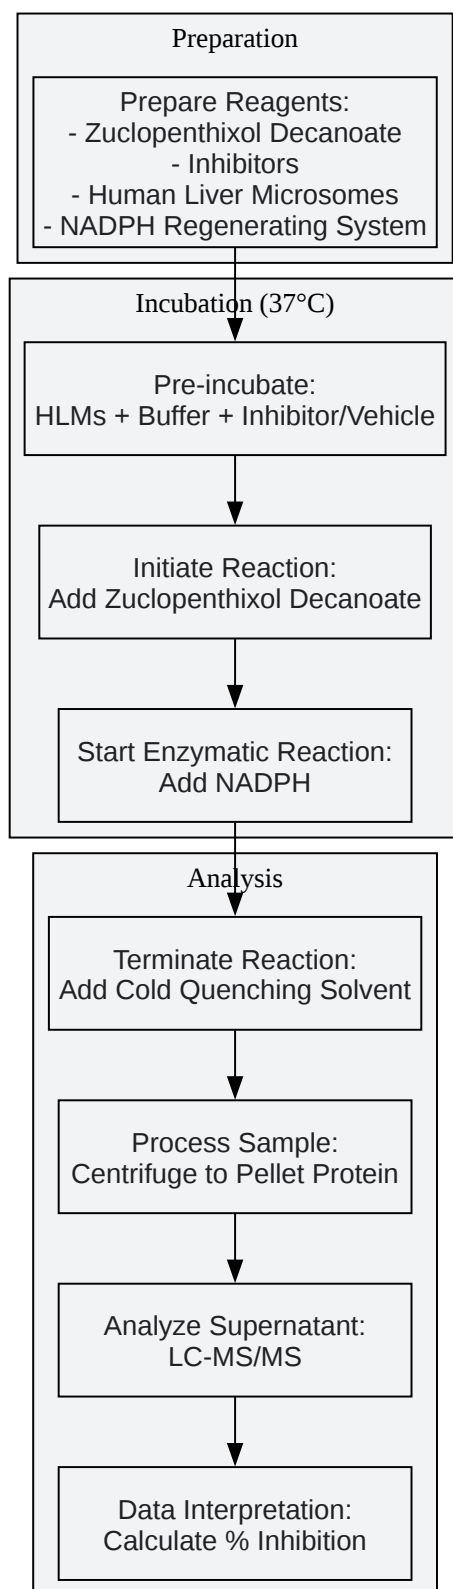 Preparation
Prepare Reagents:
- Zuclopenthixol Decanoate
- Inhibitors
- Human Liver Microsomes
- NADPH Regenerating System
Incubation (37°C)
Pre-incubate:
HLMs + Buffer + Inhibitor/Vehicle
Initiate Reaction:
Add Zuclopenthixol Decanoate
Start Enzymatic Reaction:
Add NADPH
Analysis
Terminate Reaction:
Add Cold Quenching Solvent
Process Sample:
Centrifuge to Pellet Protein
Analyze Supernatant:
LC-MS/MS
Data Interpretation:
Calculate % Inhibition